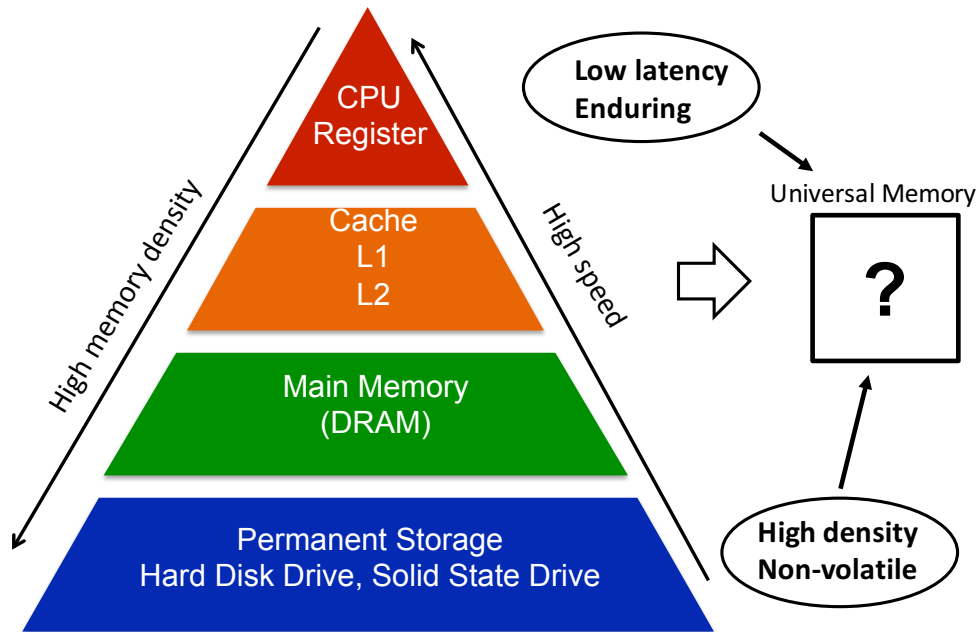 CPU
Register
Cache
L1
L2
Main Memory
(DRAM)
Permanent Storage
Hard Disk Drive, Solid State Drive
High memory density
High speed
Low latency
Enduring
Universal Memory
?
High density
Non-volatile